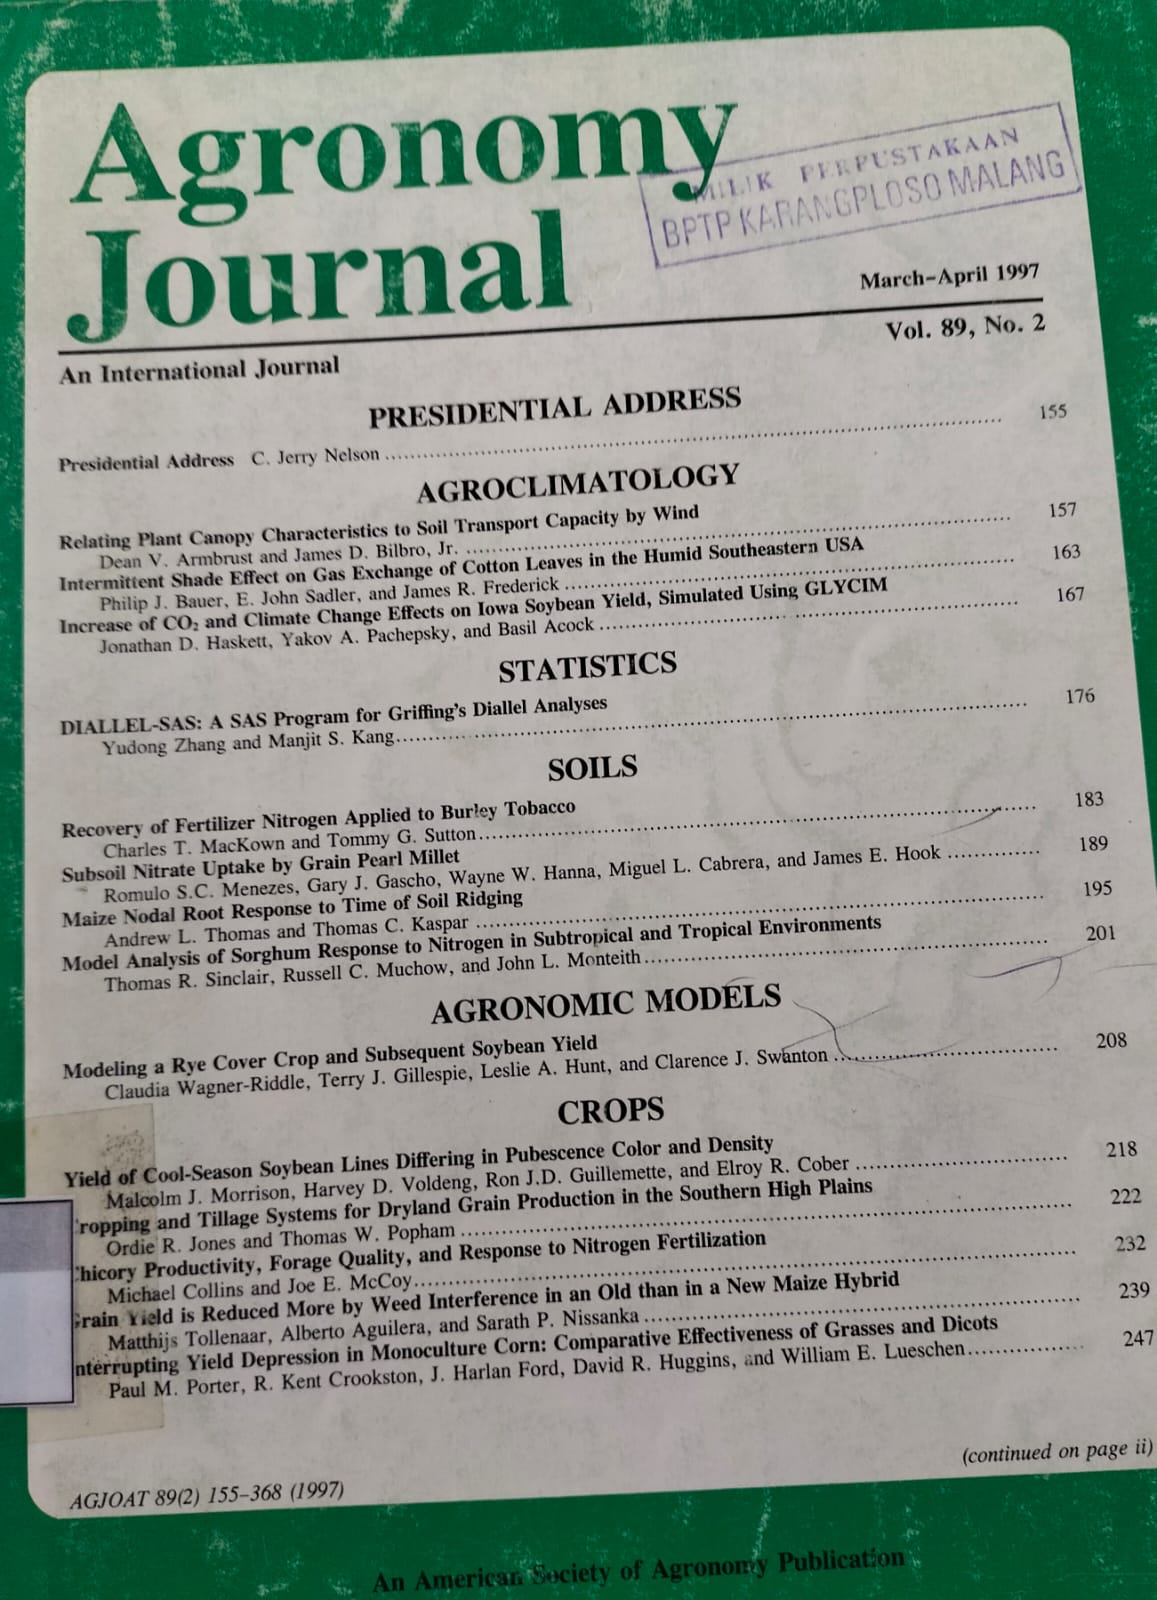 Agronomy
Journal
MILIK PERPUSTAKAAN
BPTP KARANGPLOSO MALANG
March–April 1997
Vol. 89, No. 2
An International Journal
PRESIDENTIAL ADDRESS
Presidential Address C. Jerry Nelson ........ 155
AGROCLIMATOLOGY
Relating Plant Canopy Characteristics to Soil Transport Capacity by Wind
Dean V. Armbrust and James D. Bilbro, Jr. ........ 157
Intermittent Shade Effect on Gas Exchange of Cotton Leaves in the Humid Southeastern USA
Philip J. Bauer, E. John Sadler, and James R. Frederick ........ 163
Increase of CO₂ and Climate Change Effects on Iowa Soybean Yield, Simulated Using GLYCIM
Jonathan D. Haskett, Yakov A. Pachepsky, and Basil Acock ........ 167
STATISTICS
DIALLEL-SAS: A SAS Program for Griffing's Diallel Analyses
Yudong Zhang and Manjit S. Kang ........ 176
SOILS
Recovery of Fertilizer Nitrogen Applied to Burley Tobacco
Charles T. MacKown and Tommy G. Sutton ........ 183
Subsoil Nitrate Uptake by Grain Pearl Millet
Romulo S.C. Menezes, Gary J. Gascho, Wayne W. Hanna, Miguel L. Cabrera, and James E. Hook ........ 189
Maize Nodal Root Response to Time of Soil Ridging
Andrew L. Thomas and Thomas C. Kaspar ........ 195
Model Analysis of Sorghum Response to Nitrogen in Subtropical and Tropical Environments
Thomas R. Sinclair, Russell C. Muchow, and John L. Monteith ........ 201
AGRONOMIC MODELS
Modeling a Rye Cover Crop and Subsequent Soybean Yield
Claudia Wagner-Riddle, Terry J. Gillespie, Leslie A. Hunt, and Clarence J. Swanton ........ 208
CROPS
Yield of Cool-Season Soybean Lines Differing in Pubescence Color and Density
Malcolm J. Morrison, Harvey D. Voldeng, Ron J.D. Guillemette, and Elroy R. Cober ........ 218
ropping and Tillage Systems for Dryland Grain Production in the Southern High Plains
Ordie R. Jones and Thomas W. Popham ........ 222
hicory Productivity, Forage Quality, and Response to Nitrogen Fertilization
Michael Collins and Joe E. McCoy ........ 232
rain Yield is Reduced More by Weed Interference in an Old than in a New Maize Hybrid
Matthijs Tollenaar, Alberto Aguilera, and Sarath P. Nissanka ........ 239
nterrupting Yield Depression in Monoculture Corn: Comparative Effectiveness of Grasses and Dicots
Paul M. Porter, R. Kent Crookston, J. Harlan Ford, David R. Huggins, and William E. Lueschen ........ 247
(continued on page ii)
AGJOAT 89(2) 155–368 (1997)
An American Society of Agronomy Publication